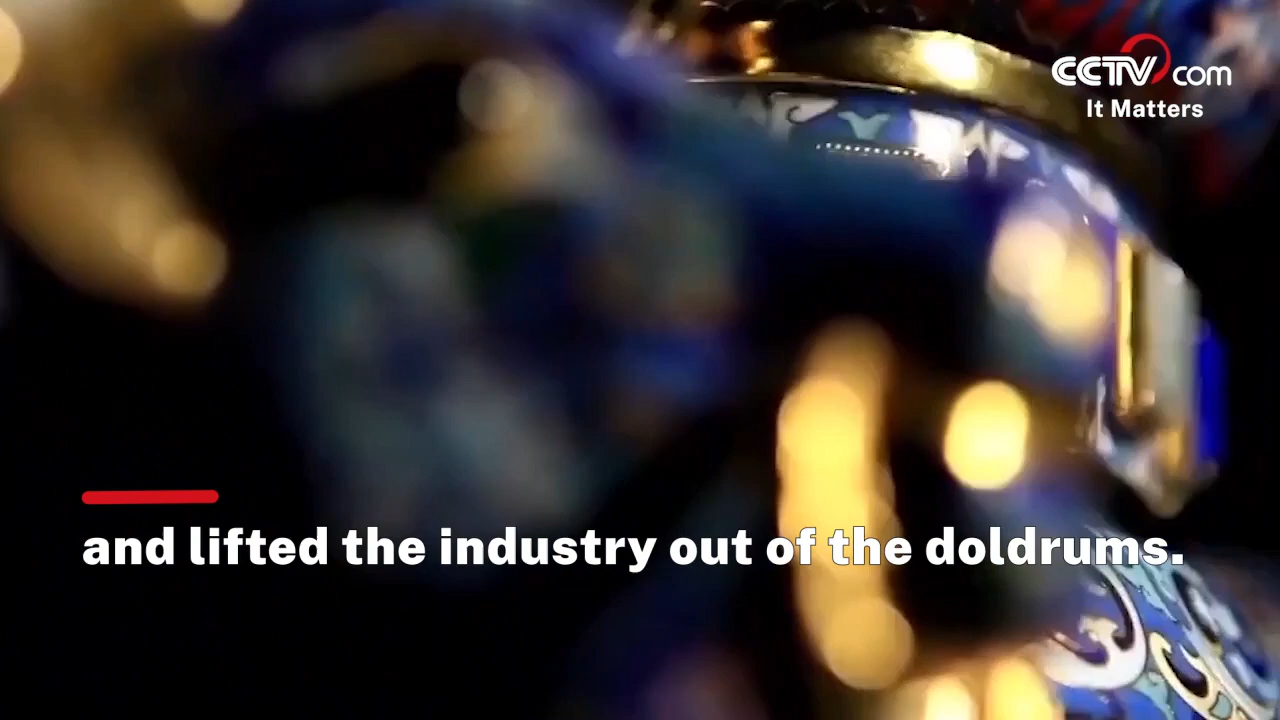 CCTV com
It Matters
and lifted the industry out of the doldrums.